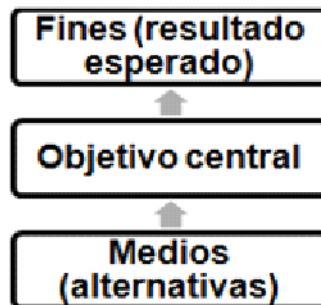 Fines (resultado
esperado)
Objetivo central
Medios
(alternativas)